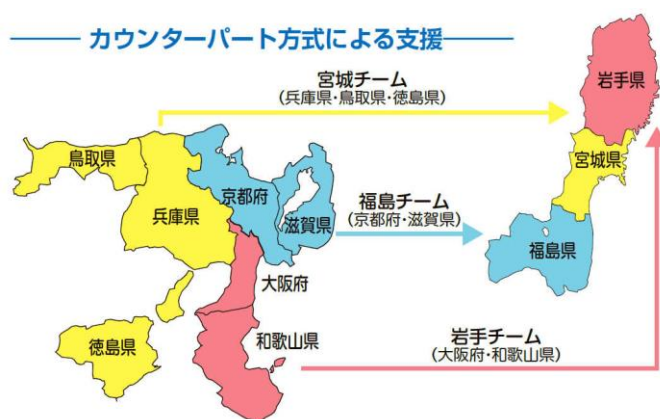 カウンターパート方式による支援
宮城チーム
(兵庫県・鳥取県・徳島県)
岩手県
宮城県
鳥取県
京都府
兵庫県
滋賀県
福島チーム
(京都府・滋賀県)
福島県
大阪府
和歌山県
徳島県
岩手チーム
(大阪府・和歌山県)